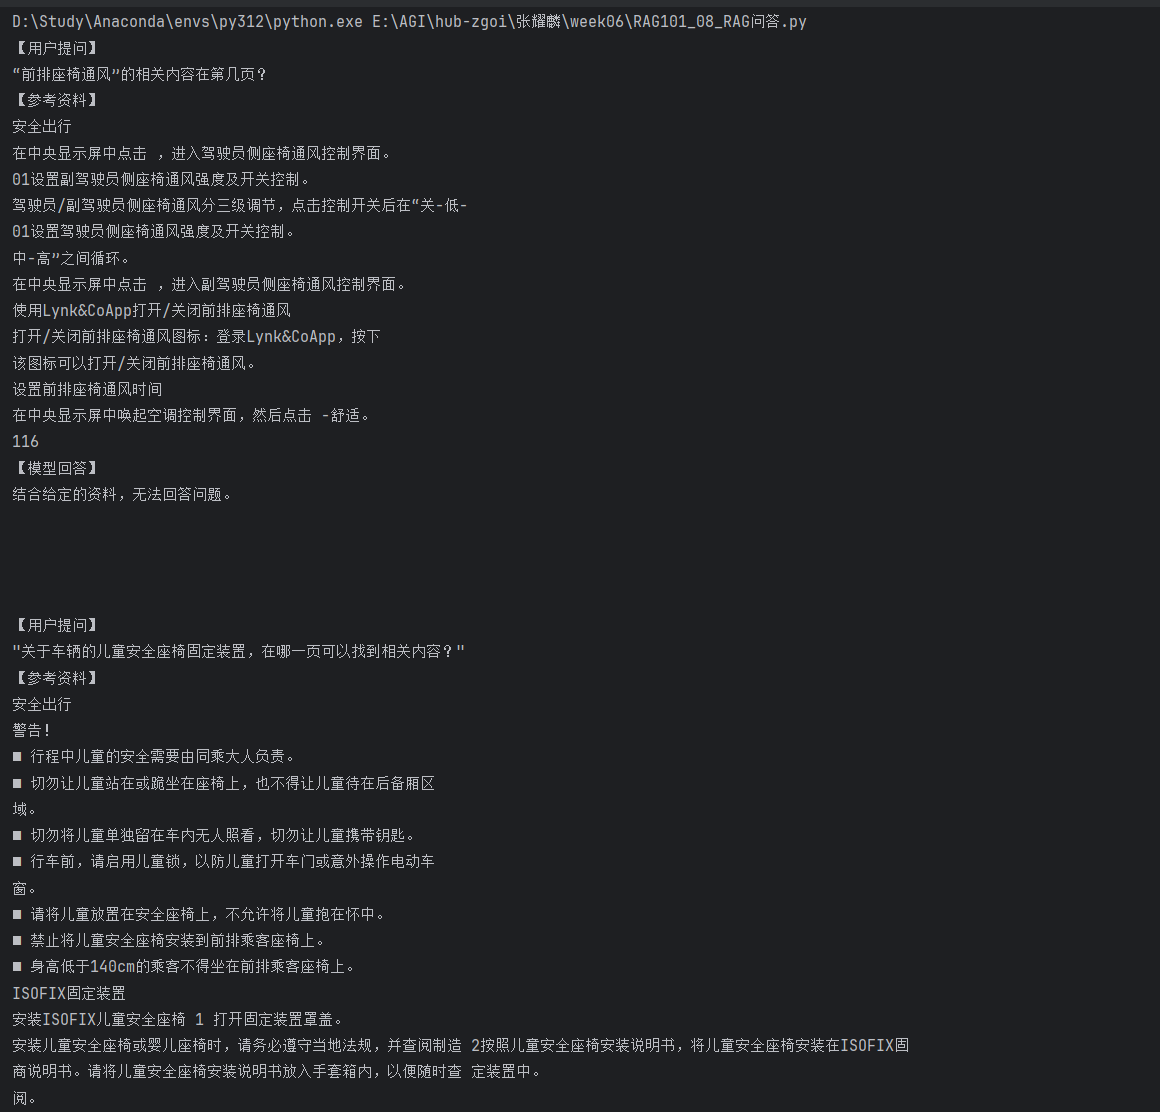 D:\Study\Anaconda\envs\py312\python.exe E:\AGI\hub-zgoi\张耀麟\week06\RAG101_08_RAG问答.py
【用户提问】
“前排座椅通风”的相关内容在第几页？
【参考资料】
安全出行
在中央显示屏中点击 ，进入驾驶员侧座椅通风控制界面。
01设置副驾驶员侧座椅通风强度及开关控制。
驾驶员/副驾驶员侧座椅通风分三级调节，点击控制开关后在“关-低-
01设置驾驶员侧座椅通风强度及开关控制。
中-高”之间循环。
在中央显示屏中点击 ，进入副驾驶员侧座椅通风控制界面。
使用Lynk&CoApp打开/关闭前排座椅通风
打开/关闭前排座椅通风图标：登录Lynk&CoApp，按下
该图标可以打开/关闭前排座椅通风。
设置前排座椅通风时间
在中央显示屏中唤起空调控制界面，然后点击 -舒适。
116
【模型回答】
结合给定的资料，无法回答问题。
【用户提问】
"关于车辆的儿童安全座椅固定装置，在哪一页可以找到相关内容？"
【参考资料】
安全出行
警告！
■ 行程中儿童的安全需要由同乘大人负责。
■ 切勿让儿童站在或跪坐在座椅上，也不得让儿童待在后备厢区
域。
■ 切勿将儿童单独留在车内无人照看，切勿让儿童携带钥匙。
■ 行车前，请启用儿童锁，以防儿童打开车门或意外操作电动车
窗。
■ 请将儿童放置在安全座椅上，不允许将儿童抱在怀中。
■ 禁止将儿童安全座椅安装到前排乘客座椅上。
■ 身高低于140cm的乘客不得坐在前排乘客座椅上。
ISOFIX固定装置
安装ISOFIX儿童安全座椅 1 打开固定装置罩盖。
安装儿童安全座椅或婴儿座椅时，请务必遵守当地法规，并查阅制造 2按照儿童安全座椅安装说明书，将儿童安全座椅安装在ISOFIX固
商说明书。请将儿童安全座椅安装说明书放入手套箱内，以便随时查 定装置中。
阅。